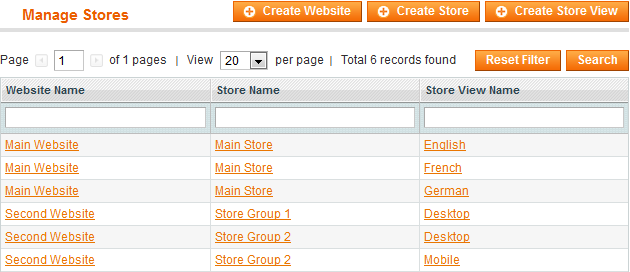 Manage Stores Create Website Create Store Create Store View
Page 1 of 1 pages | View 20 per page | Total 6 records found Reset Filter Search
Website Name Store Name Store View Name
Main Website Main Store English
Main Website Main Store French
Main Website Main Store German
Second Website Store Group 1 Desktop
Second Website Store Group 2 Desktop
Second Website Store Group 2 Mobile